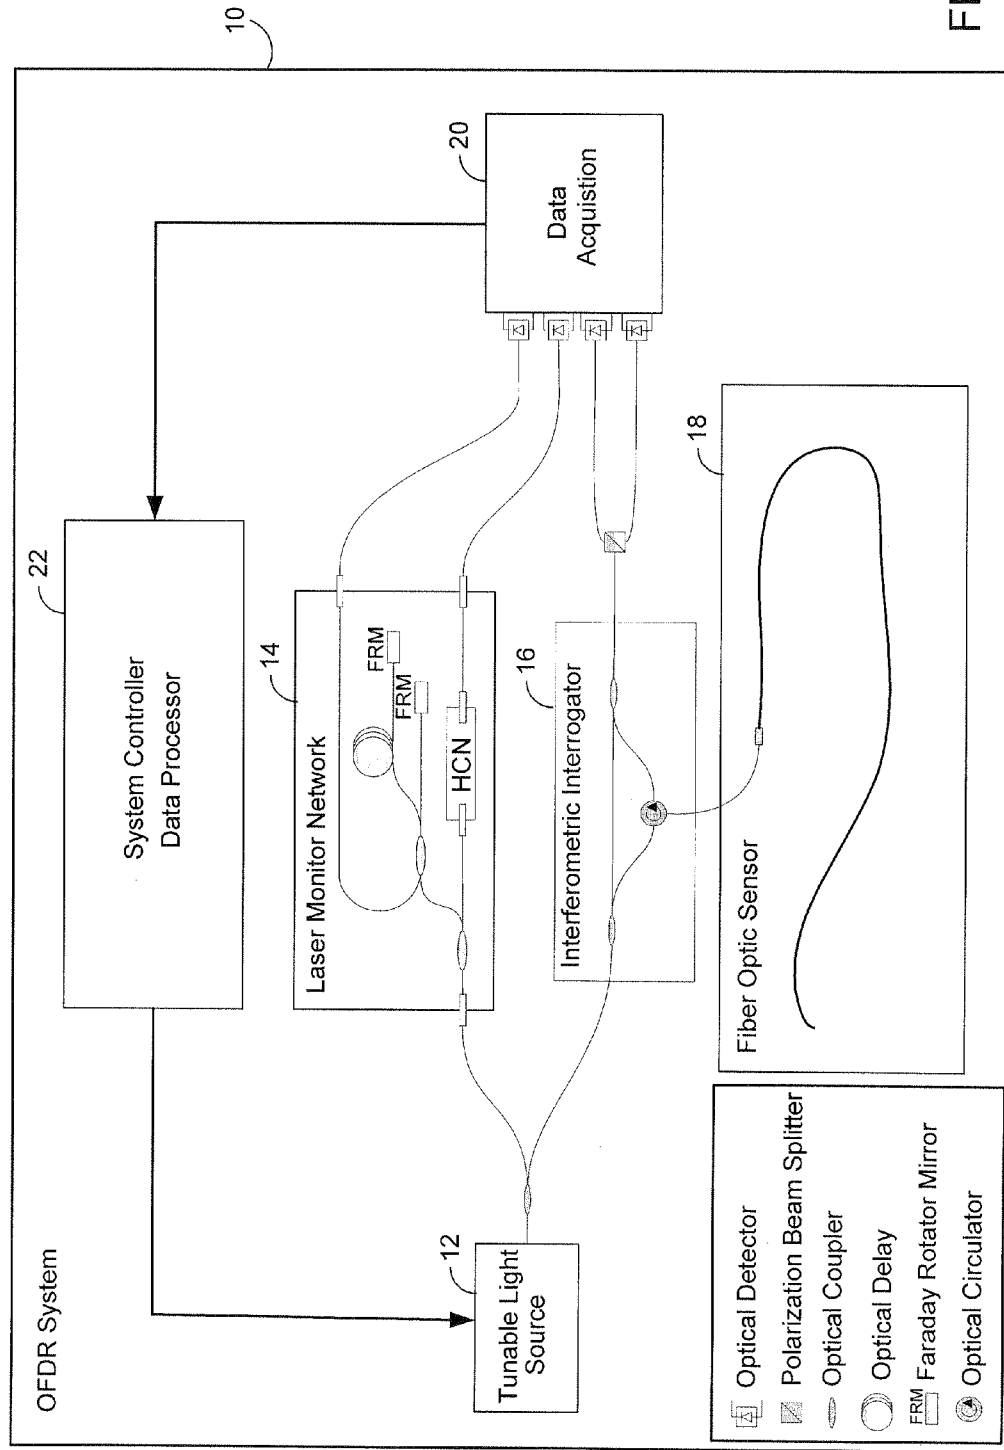 OFDR System
10
System Controller
Data Processor
22
Laser Monitor Network
14
FRM
FRM
HCN
Tunable Light
Source
12
Interferometric Interrogator
16
Data
Acquistion
20
Fiber Optic Sensor
18
Optical Detector
Polarization Beam Splitter
Optical Coupler
Optical Delay
FRM Faraday Rotator Mirror
Optical Circulator